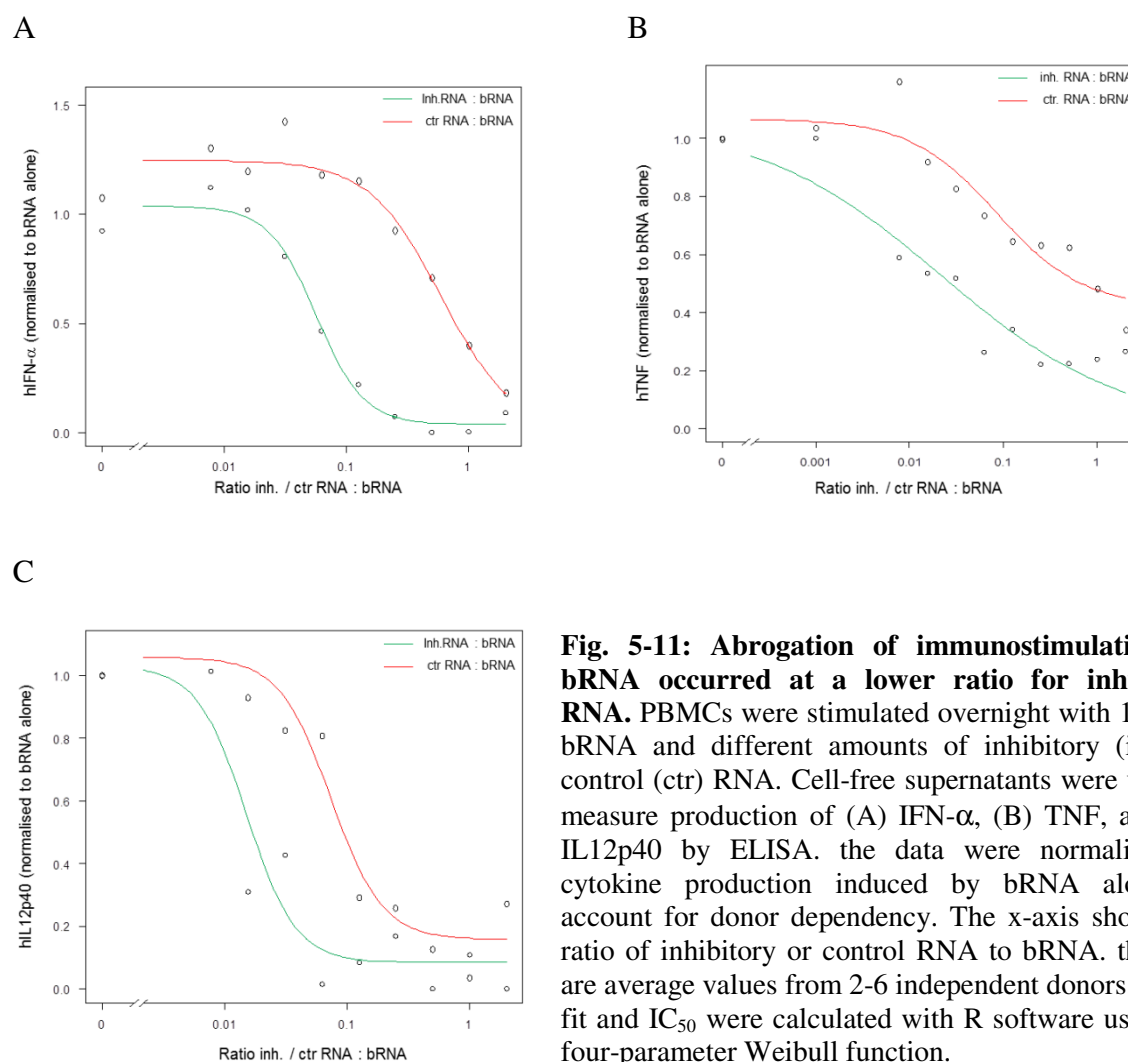 A
B
1.5
1.0
0.5
0.0
hIFN-α (normalised to bRNA alone)
Inh.RNA : bRNA
ctr RNA : bRNA
0
0.01
0.1
1
Ratio inh. / ctr RNA : bRNA
1.0
0.8
0.6
0.4
0.2
0.0
hTNF (normalised to bRNA alone)
inh. RNA : bRNA
ctr. RNA : bRNA
0
0.001
0.01
0.1
1
Ratio inh. / ctr RNA : bRNA
C
1.0
0.8
0.6
0.4
0.2
0.0
hIL12p40 (normalised to bRNA alone)
Inh.RNA : bRNA
ctr RNA : bRNA
0
0.01
0.1
1
Ratio inh. / ctr RNA : bRNA
Fig. 5-11: Abrogation of immunostimulati
bRNA occurred at a lower ratio for inh
RNA. PBMCs were stimulated overnight with 1
bRNA and different amounts of inhibitory (i
control (ctr) RNA. Cell-free supernatants were
measure production of (A) IFN-α, (B) TNF, a
IL12p40 by ELISA. the data were normali
cytokine production induced by bRNA alo
account for donor dependency. The x-axis sho
ratio of inhibitory or control RNA to bRNA. th
are average values from 2-6 independent donors
fit and IC50 were calculated with R software us
four-parameter Weibull function.